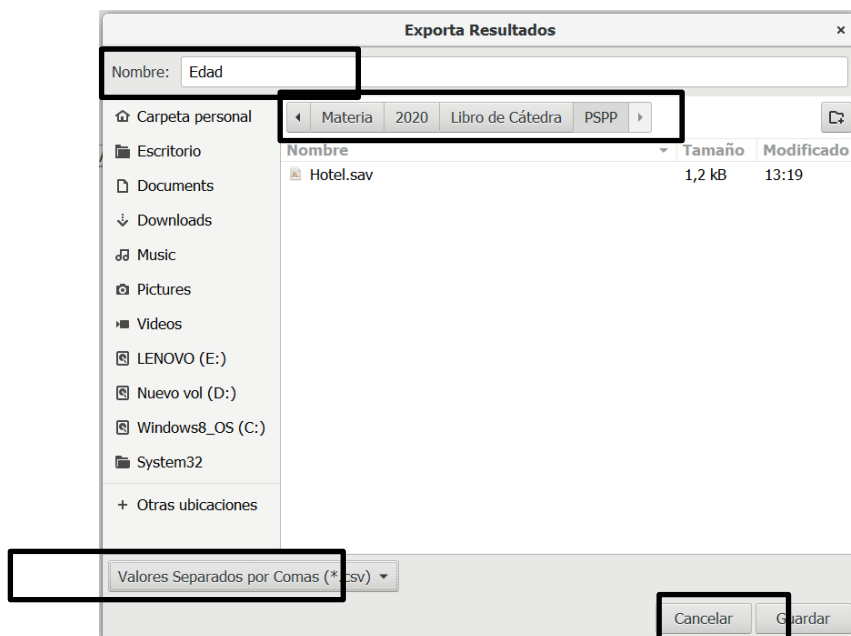 Exporta Resultados ×
Nombre: Edad
Carpeta personal
Escritorio
Documents
Downloads
Music
Pictures
Videos
LENOVO (E:)
Nuevo vol (D:)
Windows8_OS (C:)
System32
+ Otras ubicaciones
Materia 2020 Libro de Cátedra PSPP
Nombre Tamaño Modificado
Hotel.sav 1,2 kB 13:19
Valores Separados por Comas (*.csv)
Cancelar Guardar